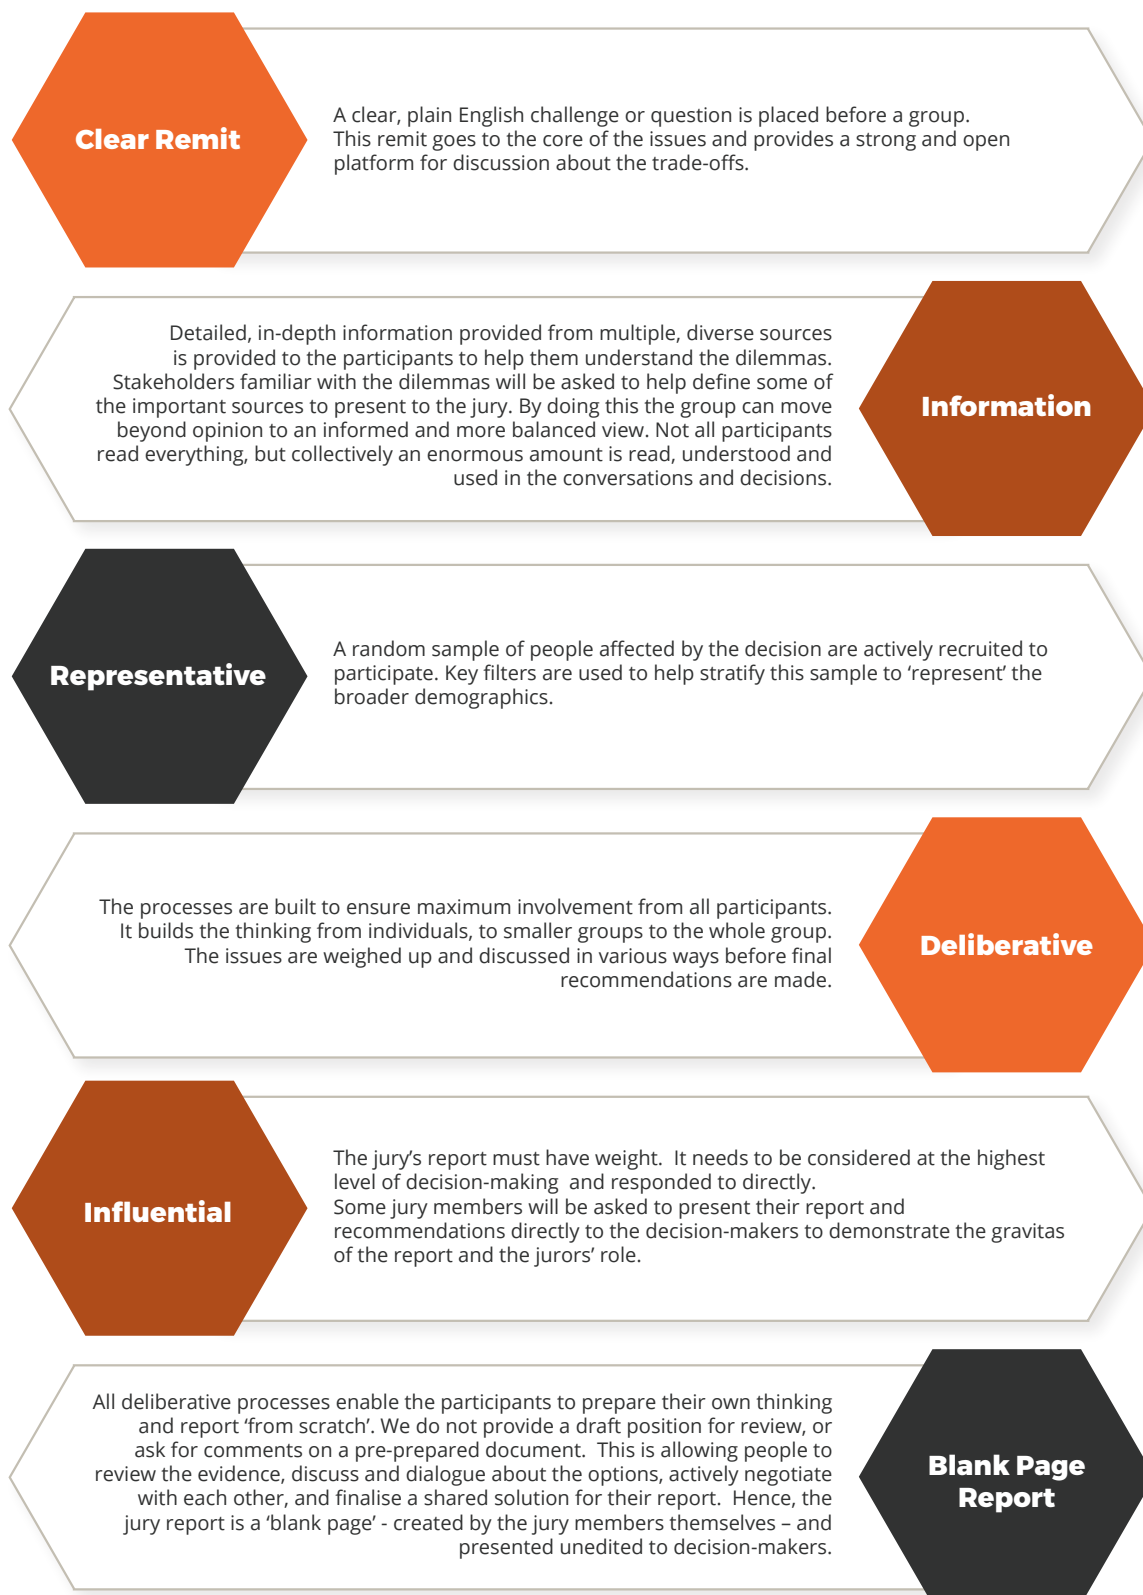 Clear Remit
A clear, plain English challenge or question is placed before a group.
This remit goes to the core of the issues and provides a strong and open
platform for discussion about the trade-offs.
Detailed, in-depth information provided from multiple, diverse sources
is provided to the participants to help them understand the dilemmas.
Stakeholders familiar with the dilemmas will be asked to help define some of
the important sources to present to the jury. By doing this the group can move
beyond opinion to an informed and more balanced view. Not all participants
read everything, but collectively an enormous amount is read, understood and
used in the conversations and decisions.
Information
Representative
A random sample of people affected by the decision are actively recruited to
participate. Key filters are used to help stratify this sample to ‘represent’ the
broader demographics.
The processes are built to ensure maximum involvement from all participants.
It builds the thinking from individuals, to smaller groups to the whole group.
The issues are weighed up and discussed in various ways before final
recommendations are made.
Deliberative
Influential
The jury’s report must have weight.  It needs to be considered at the highest
level of decision-making  and responded to directly.
Some jury members will be asked to present their report and
recommendations directly to the decision-makers to demonstrate the gravitas
of the report and the jurors’ role.
All deliberative processes enable the participants to prepare their own thinking
and report ‘from scratch’. We do not provide a draft position for review, or
ask for comments on a pre-prepared document.  This is allowing people to
review the evidence, discuss and dialogue about the options, actively negotiate
with each other, and finalise a shared solution for their report.  Hence, the
jury report is a ‘blank page’ - created by the jury members themselves – and
presented unedited to decision-makers.
Blank Page
Report